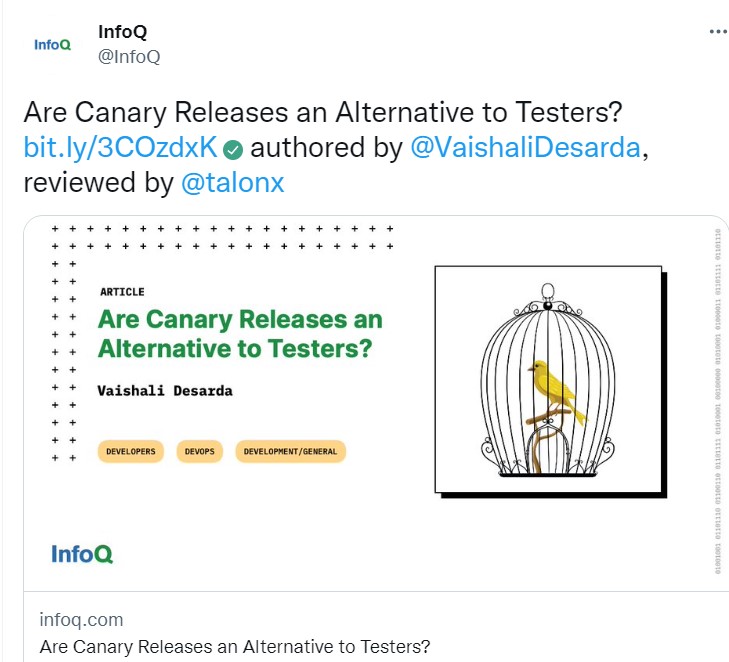 InfoQ
InfoQ
@InfoQ
Are Canary Releases an Alternative to Testers?
bit.ly/3COzdxK authored by @VaishaliDesarda,
reviewed by @talonx
ARTICLE
Are Canary Releases an
Alternative to Testers?
Vaishali Desarda
DEVELOPERS
DEVOPS
DEVELOPMENT/GENERAL
InfoQ
infoq.com
Are Canary Releases an Alternative to Testers?